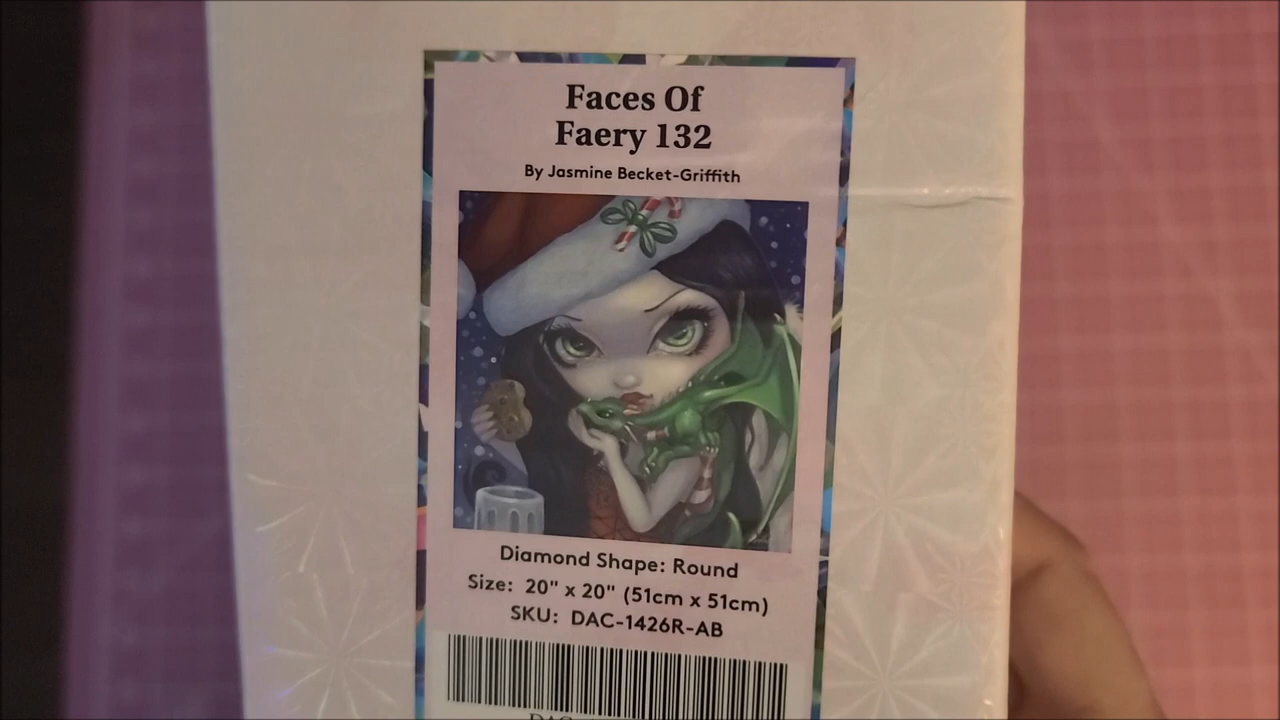 Faces Of
Faery 132
By Jasmine Becket-Griffith
Diamond Shape: Round
Size: 20" x 20" (51cm x 51cm)
SKU: DAC-1426R-AB